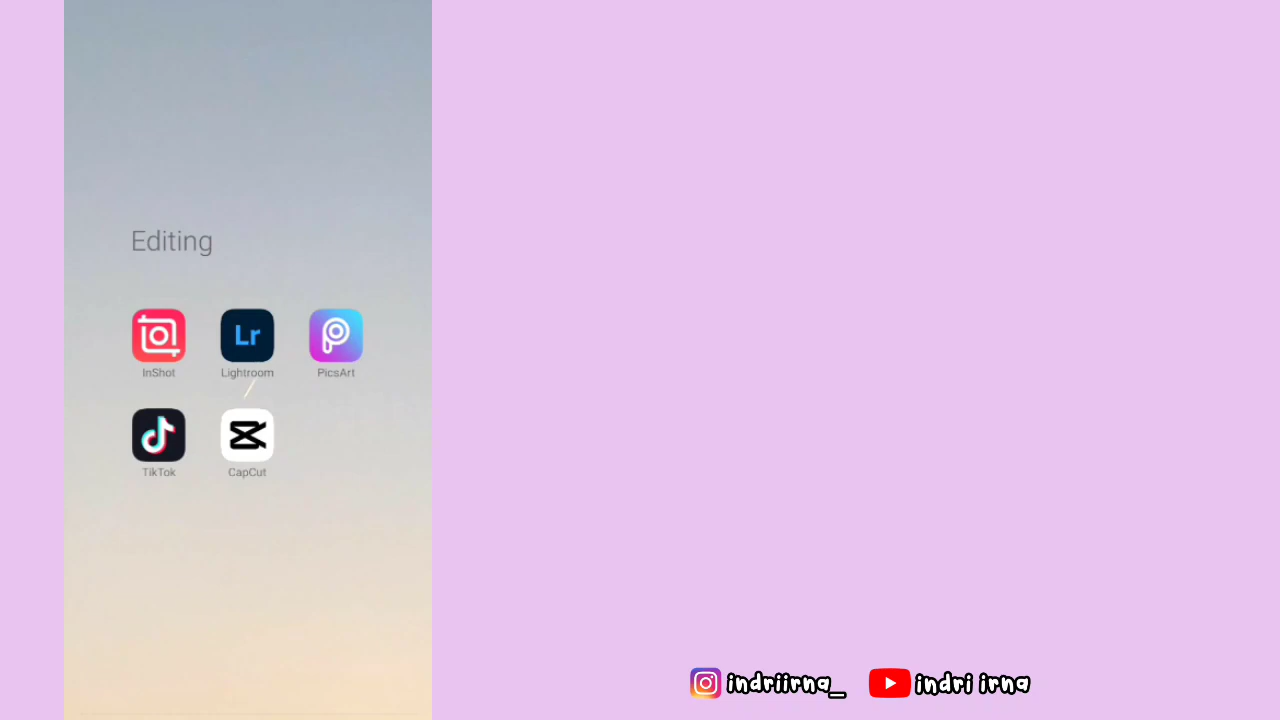 Editing
Lr
InShot
Lightroom
PicsArt
TikTok
CapCut
indriirna_
indri irna